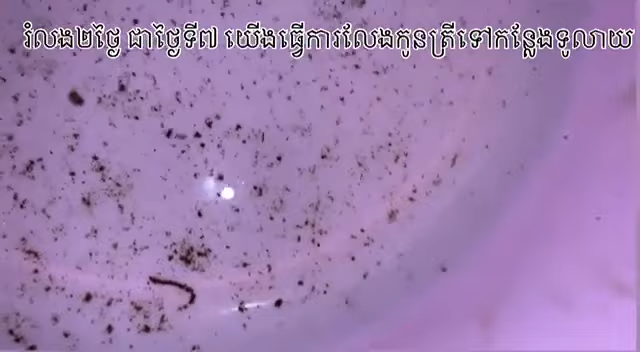 រំលង២ថ្ងៃ ជាថ្ងៃទី៧ យើងធ្វើការលែងកូនត្រីទៅកន្លែងទូលាយ